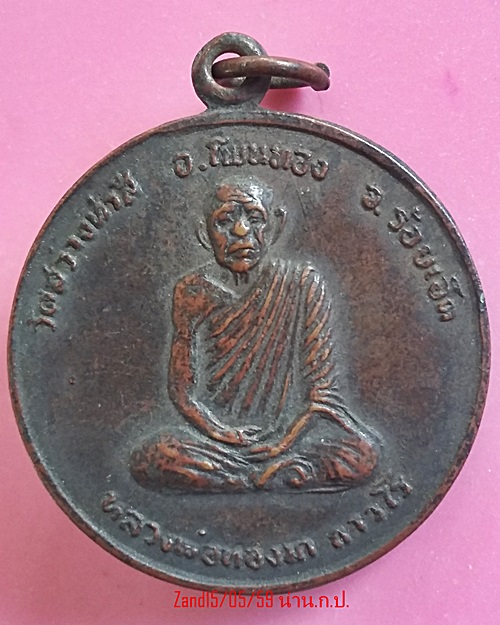 วัดสว่างท่าสี อ.โพนทอง จ.ร้อยเอ็ด
หลวงพ่อทองมา ถาวโร
Zand15/05/59 น่าน.ก.ป.